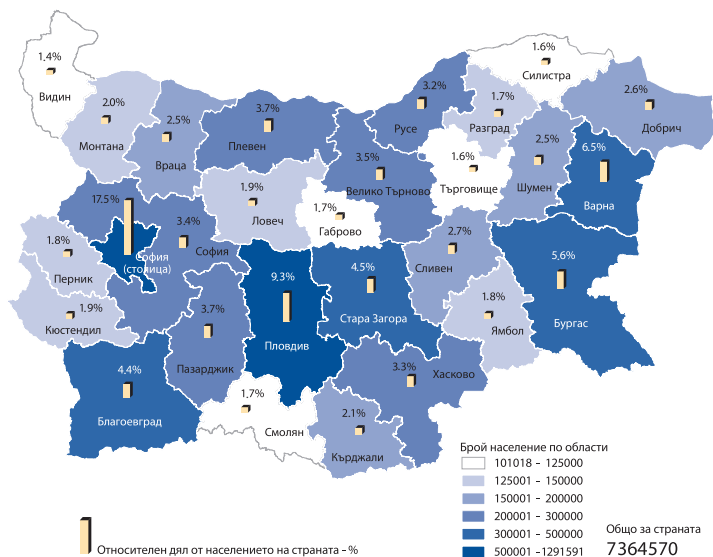 1.4%
Видин
1.6%
Силистра
2.0%
Монтана
2.5%
Враца
3.7%
Плевен
3.2%
Русе
1.7%
Разград
2.6%
Добрич
3.5%
Велико Търново
1.6%
Търговище
2.5%
Шумен
6.5%
Варна
17.5%
София
(столица)
3.4%
София
1.9%
Ловеч
1,7%
Габрово
1.8%
Перник
1.9%
Кюстендил
9.3%
Пловдив
4.5%
Стара Загора
2.7%
Сливен
1.8%
Ямбол
5,6%
Бургас
3.7%
Пазарджик
4.4%
Благоевград
1,7%
Смолян
3.3%
Хасково
2.1%
Кърджали
Брой население по области
101018 – 125000
125001 – 150000
150001 – 200000
200001 – 300000
300001 – 500000
500001 –1291591
Общо за страната
7364570
Относителен дял от населението на страната – %